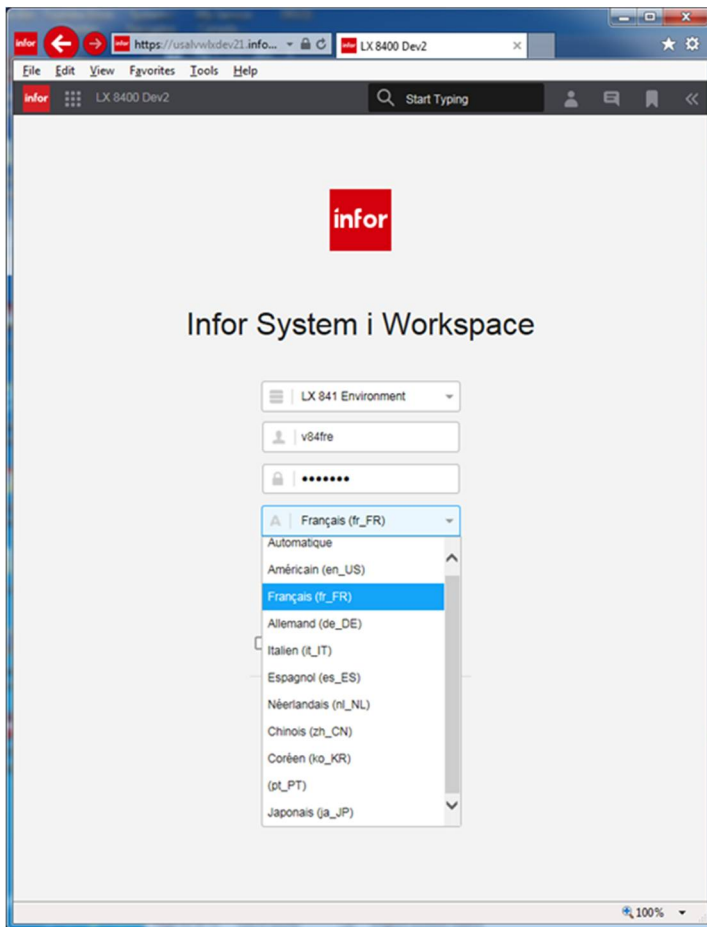 infor
infor https://usalvwlxdev21.info...
infor LX 8400 Dev2 ×
File Edit View Favorites Tools Help
infor LX 8400 Dev2 Start Typing
infor
Infor System i Workspace
LX 841 Environment
v84fre
•••••••
A Français (fr_FR)
Automatique
Américain (en_US)
Français (fr_FR)
Allemand (de_DE)
Italien (it_IT)
Espagnol (es_ES)
Néerlandais (nl_NL)
Chinois (zh_CN)
Coréen (ko_KR)
(pt_PT)
Japonais (ja_JP)
100%